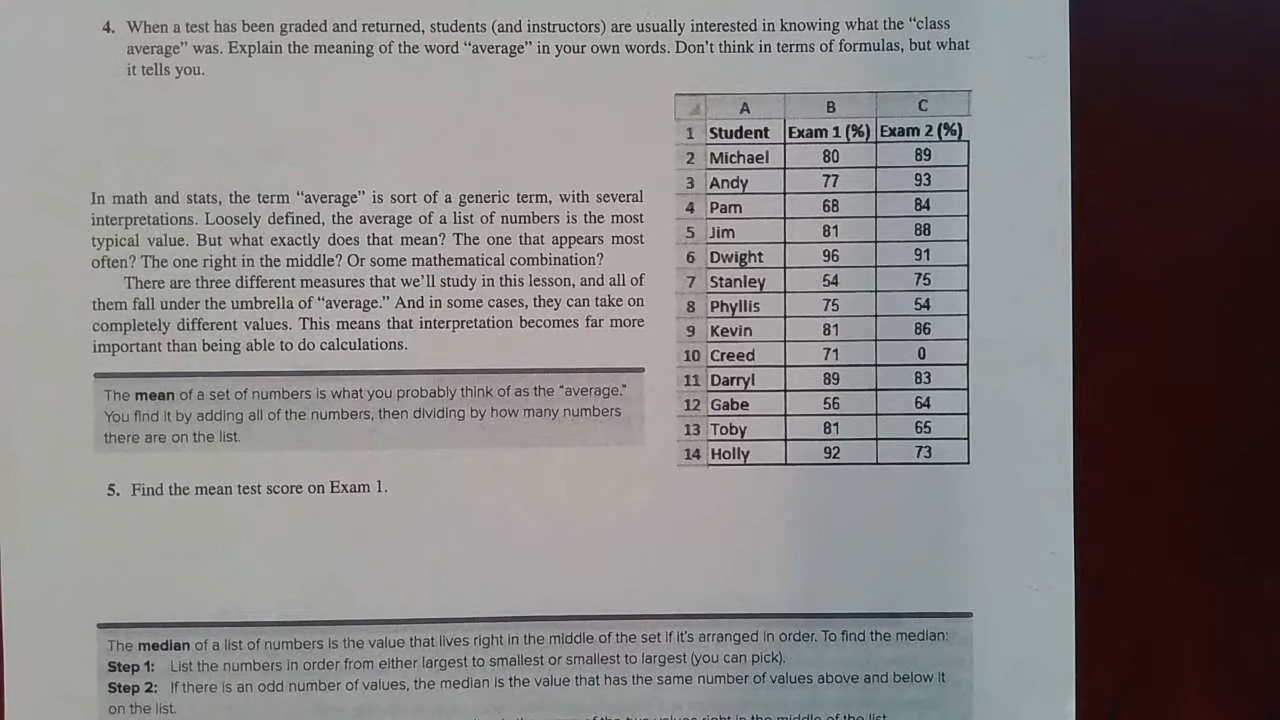 4. When a test has been graded and returned, students (and instructors) are usually interested in knowing what the “class
average” was. Explain the meaning of the word “average” in your own words. Don’t think in terms of formulas, but what
it tells you.
In math and stats, the term “average” is sort of a generic term, with several
interpretations. Loosely defined, the average of a list of numbers is the most
typical value. But what exactly does that mean? The one that appears most
often? The one right in the middle? Or some mathematical combination?
There are three different measures that we’ll study in this lesson, and all of
them fall under the umbrella of “average.” And in some cases, they can take on
completely different values. This means that interpretation becomes far more
important than being able to do calculations.
The mean of a set of numbers is what you probably think of as the “average.”
You find it by adding all of the numbers, then dividing by how many numbers
there are on the list.
A B C
1 Student Exam 1 (%) Exam 2 (%)
2 Michael 80 89
3 Andy 77 93
4 Pam 68 84
5 Jim 81 88
6 Dwight 96 91
7 Stanley 54 75
8 Phyllis 75 54
9 Kevin 81 86
10 Creed 71 0
11 Darryl 89 83
12 Gabe 56 64
13 Toby 81 65
14 Holly 92 73
5. Find the mean test score on Exam 1.
The median of a list of numbers is the value that lives right in the middle of the set if it’s arranged in order. To find the median:
Step 1: List the numbers in order from either largest to smallest or smallest to largest (you can pick).
Step 2: If there is an odd number of values, the median is the value that has the same number of values above and below it
on the list.
right in the middle of the list